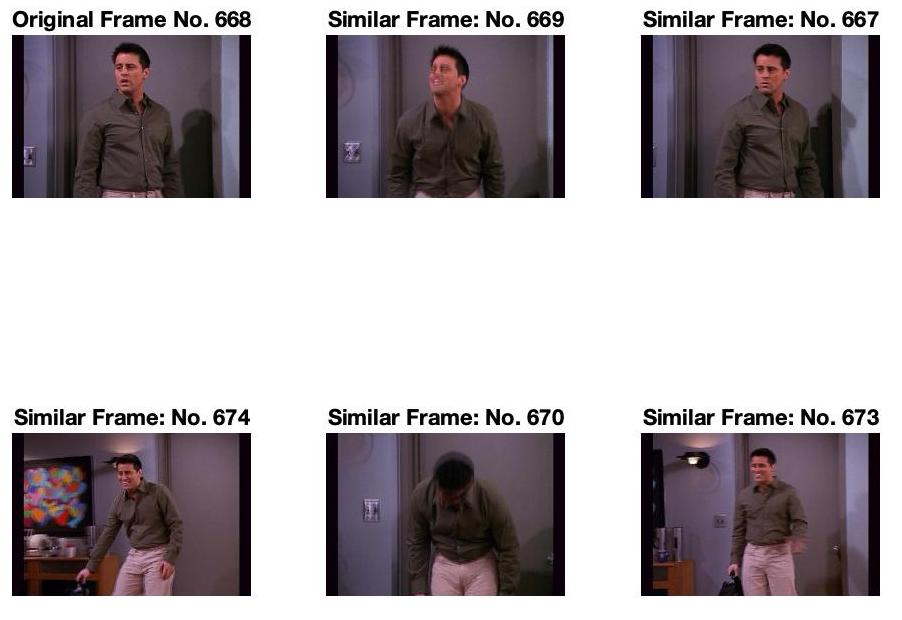 Original Frame No. 668
Similar Frame: No. 669
Similar Frame: No. 667
Similar Frame: No. 674
Similar Frame: No. 670
Similar Frame: No. 673